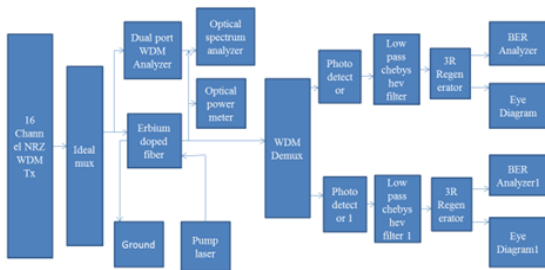 16
Chann
el NRZ
WDM
Tx
Ideal
mux
Dual port
WDM
Analyzer
Optical
spectrum
analyzer
Optical
power
meter
Erbium
doped
fiber
Ground
Pump
laser
WDM
Demux
Photo
detect
or
Low
pass
chebys
hev
filter
3R
Regen
erator
BER
Analyzer
Eye
Diagram
Photo
detect
or 1
Low
pass
chebys
hev
filter 1
3R
Regen
erator
BER
Analyzer1
Eye
Diagram1